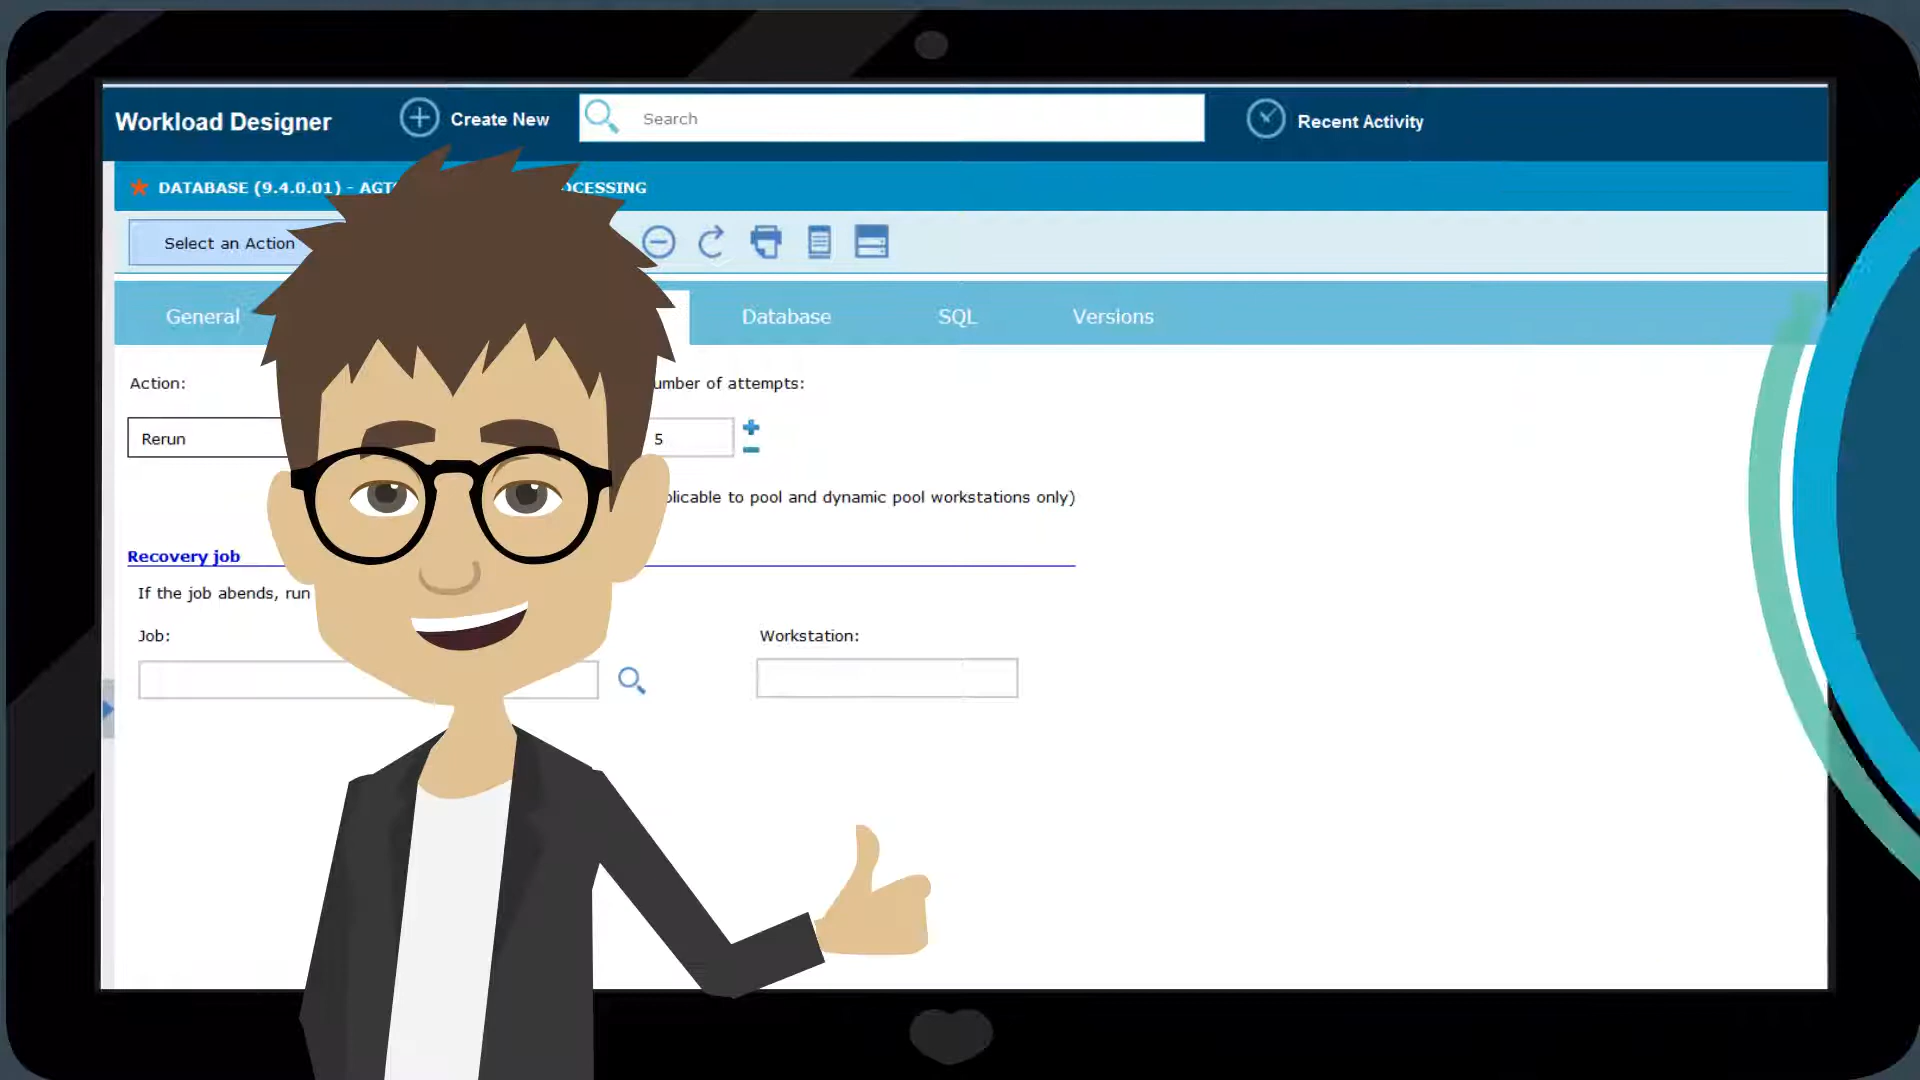 Workload Designer
Create New
Search
Recent Activity
DATABASE (9.4.0.01) - AGT OCESSING
Select an Action
General
Database
SQL
Versions
Action:
umber of attempts:
Rerun
5
plicable to pool and dynamic pool workstations only)
Recovery job
If the job abends, run
Job:
Workstation: